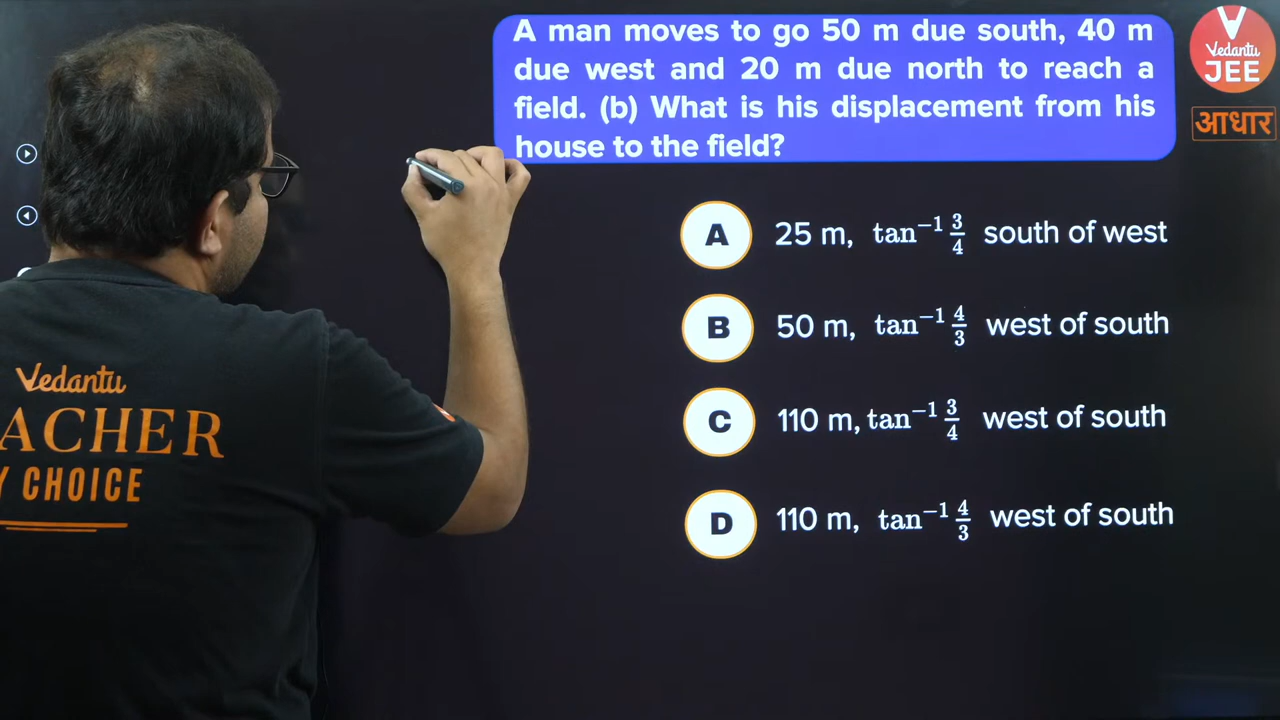 A man moves to go 50 m due south, 40 m
due west and 20 m due north to reach a
field. (b) What is his displacement from his
house to the field?
V
Vedantu
JEE
आधार
A 25 m, tan⁻¹ 3/4 south of west
B 50 m, tan⁻¹ 4/3 west of south
C 110 m, tan⁻¹ 3/4 west of south
D 110 m, tan⁻¹ 4/3 west of south
Vedantu
ACHER
Y CHOICE